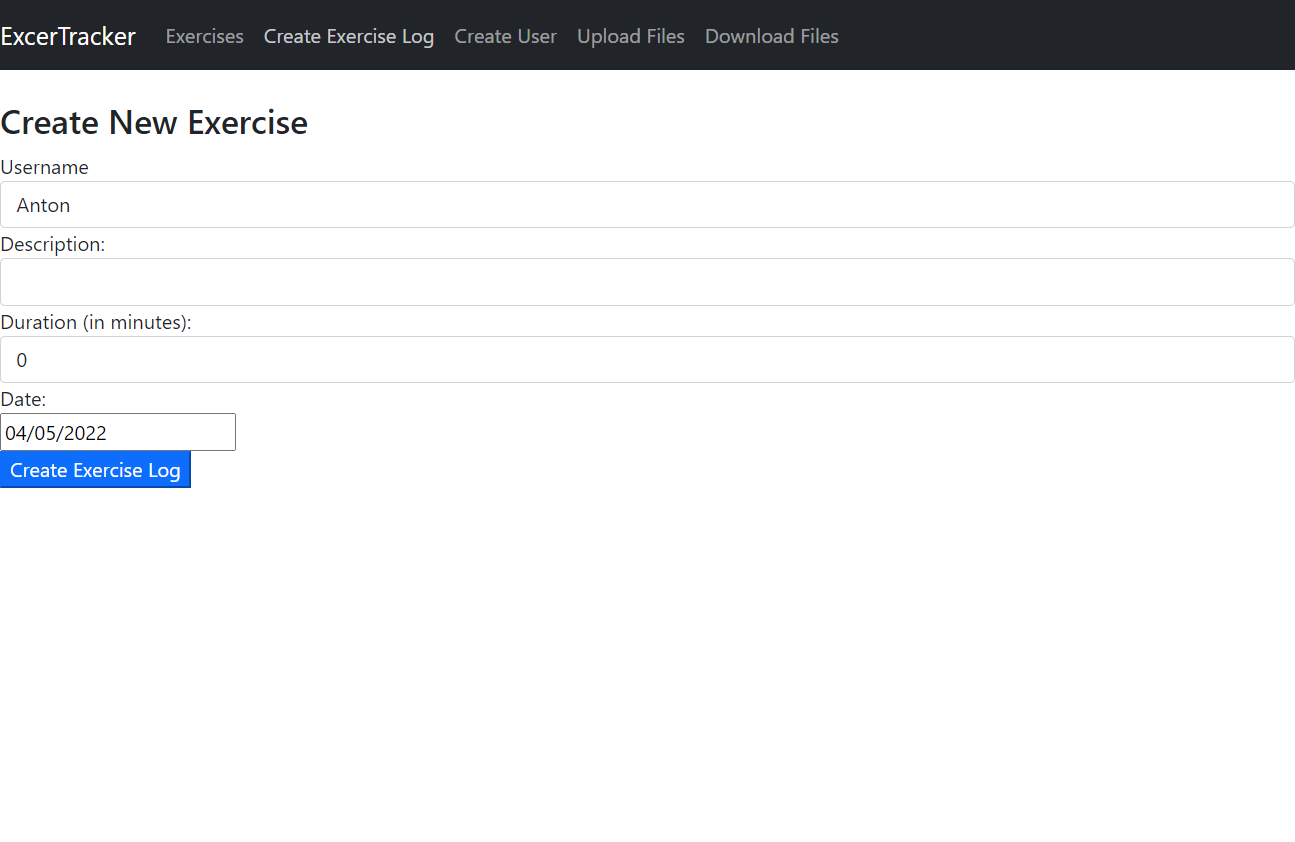 ExcerTracker Exercises Create Exercise Log Create User Upload Files Download Files
Create New Exercise
Username
Anton
Description:
Duration (in minutes):
0
Date:
04/05/2022
Create Exercise Log